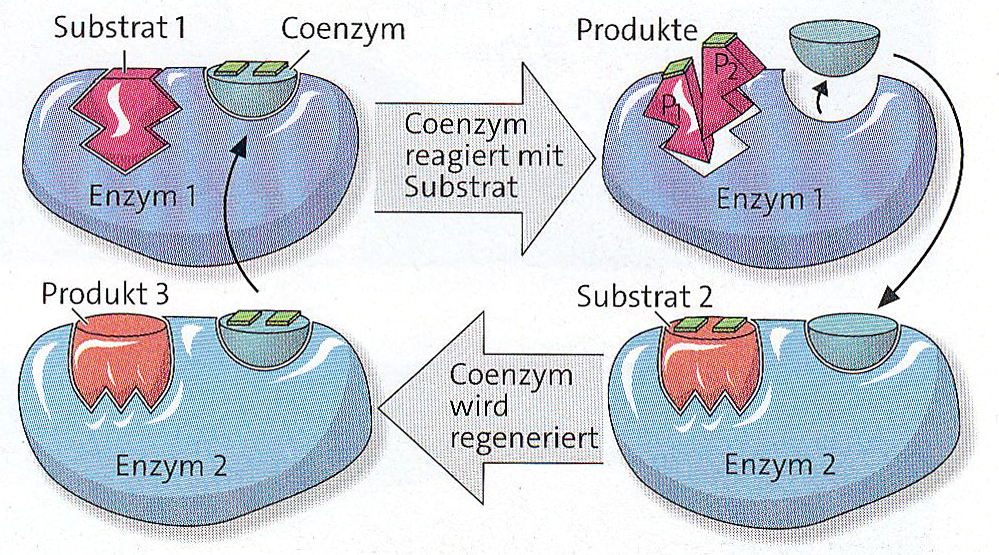 Substrat 1
Coenzym
Enzym 1
Coenzym
reagiert mit
Substrat
Produkte
P1
P2
Enzym 1
Produkt 3
Enzym 2
Coenzym
wird
regeneriert
Substrat 2
Enzym 2